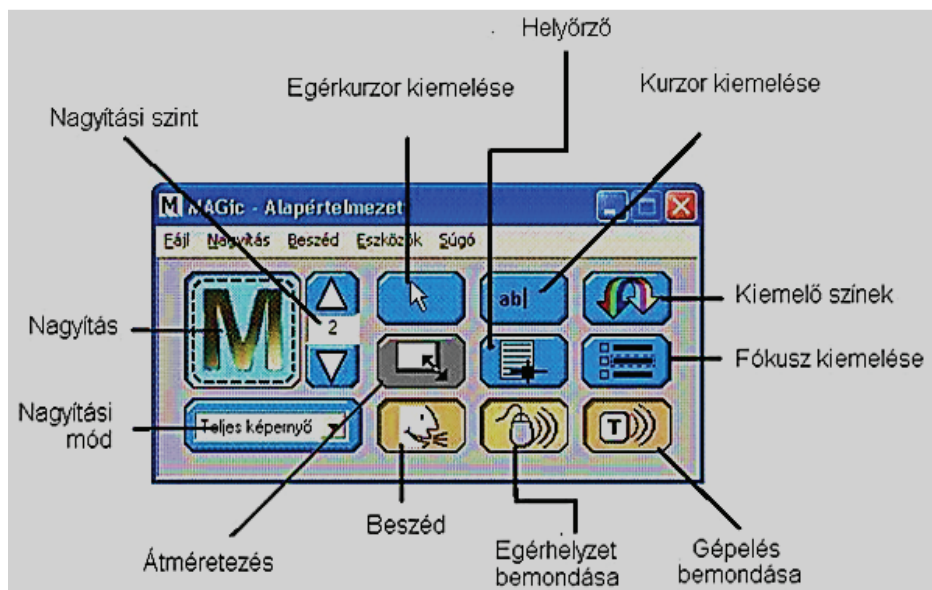 Helyőrző
Egérkurzor kiemelése
Kurzor kiemelése
Nagyítási szint
M MAGic - Alapértelmezett
Fájl Nagyítás Beszéd Eszközök Súgó
M
2
ab
Kiemelő színek
Nagyítás
Fókusz kiemelése
Nagyítási
mód
Teljes képernyő
T
Átméretezés
Beszéd
Egérhelyzet
bemondása
Gépelés
bemondása